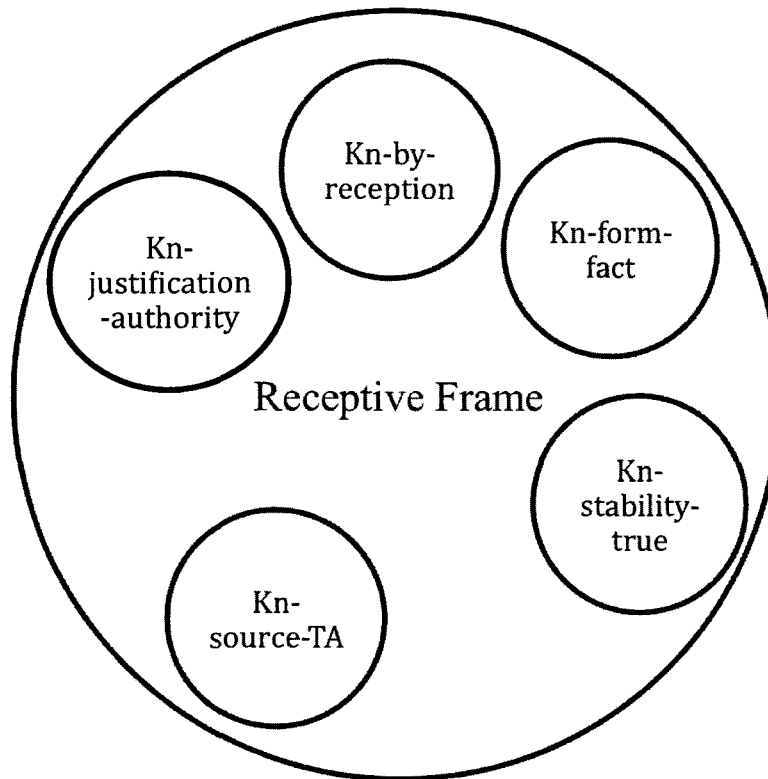 Kn-by-
reception
Kn-form-
fact
Kn-
justification
-authority
Receptive Frame
Kn-
stability-
true
Kn-
source-TA